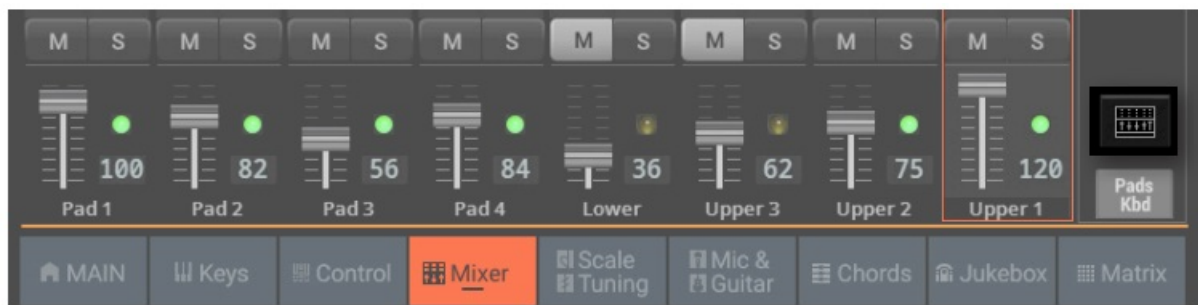 M S M S M S M S M S M S M S M S
100 82 56 84 36 62 75 120
Pad 1 Pad 2 Pad 3 Pad 4 Lower Upper 3 Upper 2 Upper 1
Pads
Kbd
MAIN Keys Control Mixer Scale Tuning Mic & Guitar Chords Jukebox Matrix